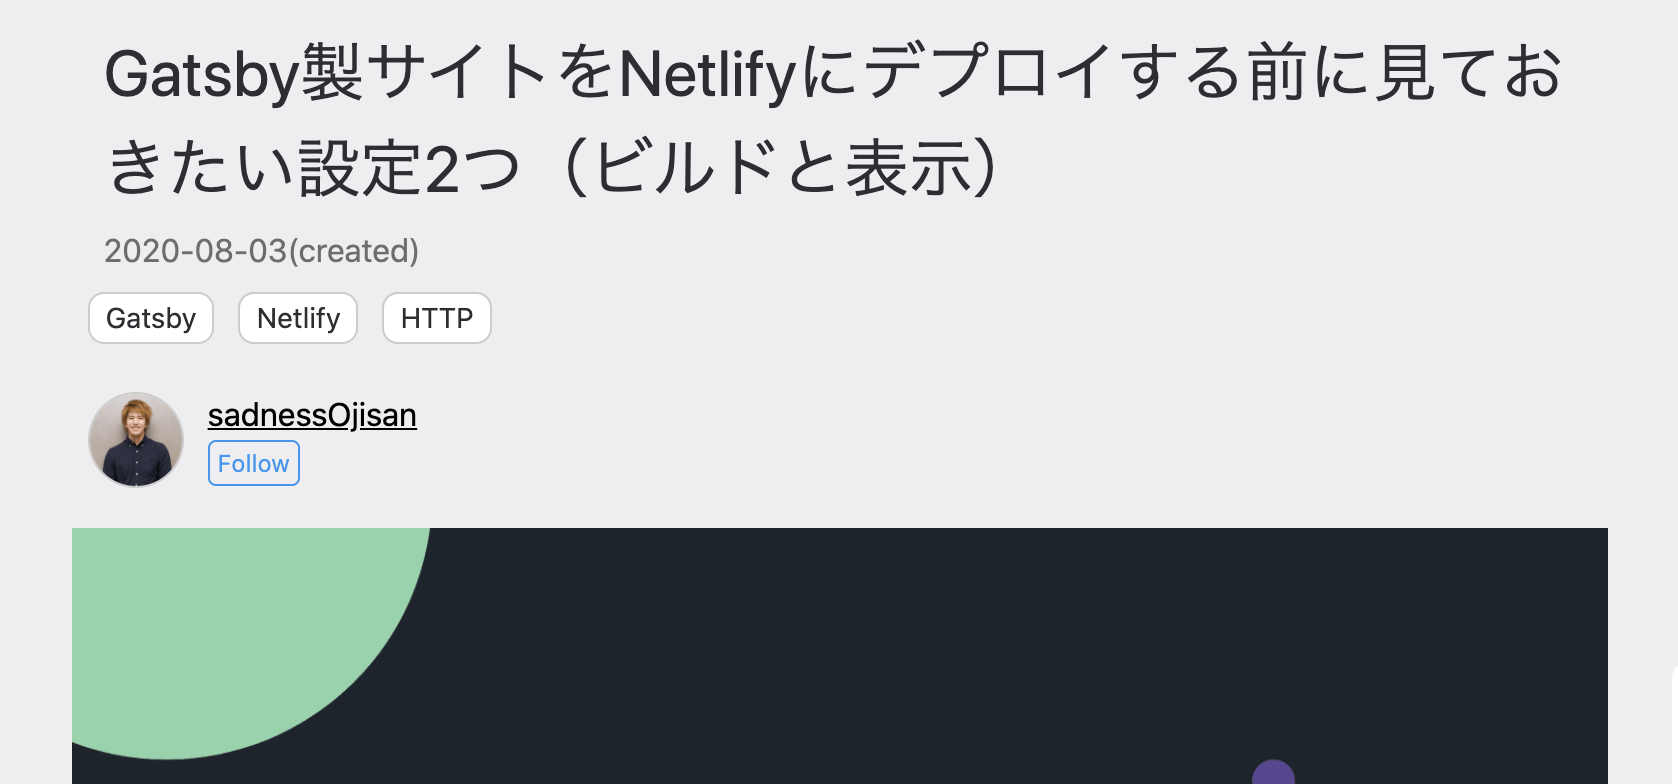 Gatsby製サイトをNetlifyにデプロイする前に見てお
きたい設定2つ（ビルドと表示）
2020-08-03(created)
Gatsby Netlify HTTP
sadnessOjisan
Follow